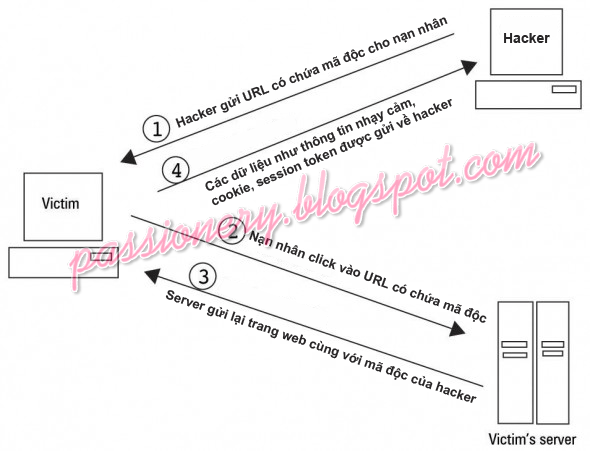 Hacker
① Hacker gửi URL có chứa mã độc cho nạn nhân
④ Các dữ liệu như thông tin nhạy cảm,
cookie, session token được gửi về hacker
Victim
passionery.blogspot.com
② Nạn nhân click vào URL có chứa mã độc
③ Server gửi lại trang web cùng với mã độc của hacker
Victim's server